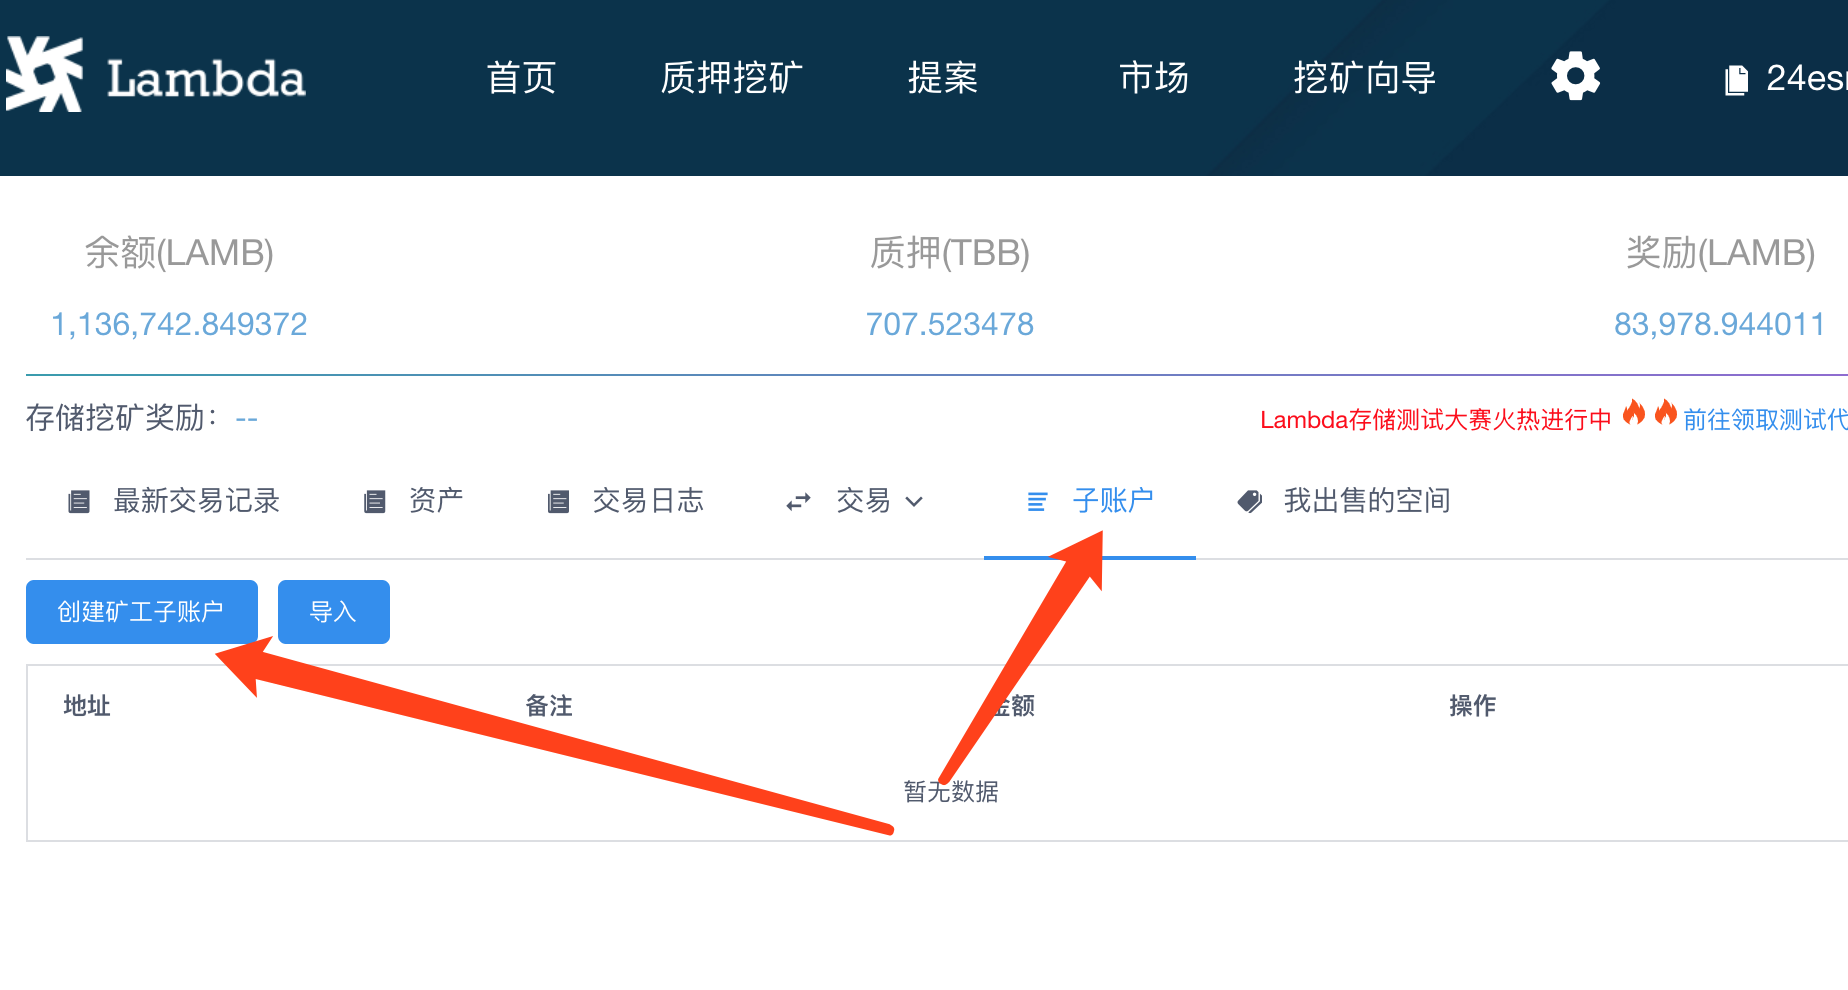 Lambda 首页 质押挖矿 提案 市场 挖矿向导
余额(LAMB) 质押(TBB) 奖励(LAMB)
1,136,742.849372 707.523478 83,978.944011
存储挖矿奖励： -- Lambda存储测试大赛火热进行中 前往领取测试代
最新交易记录 资产 交易日志 交易 子账户 我出售的空间
创建矿工子账户 导入
地址 备注 金额 操作
暂无数据